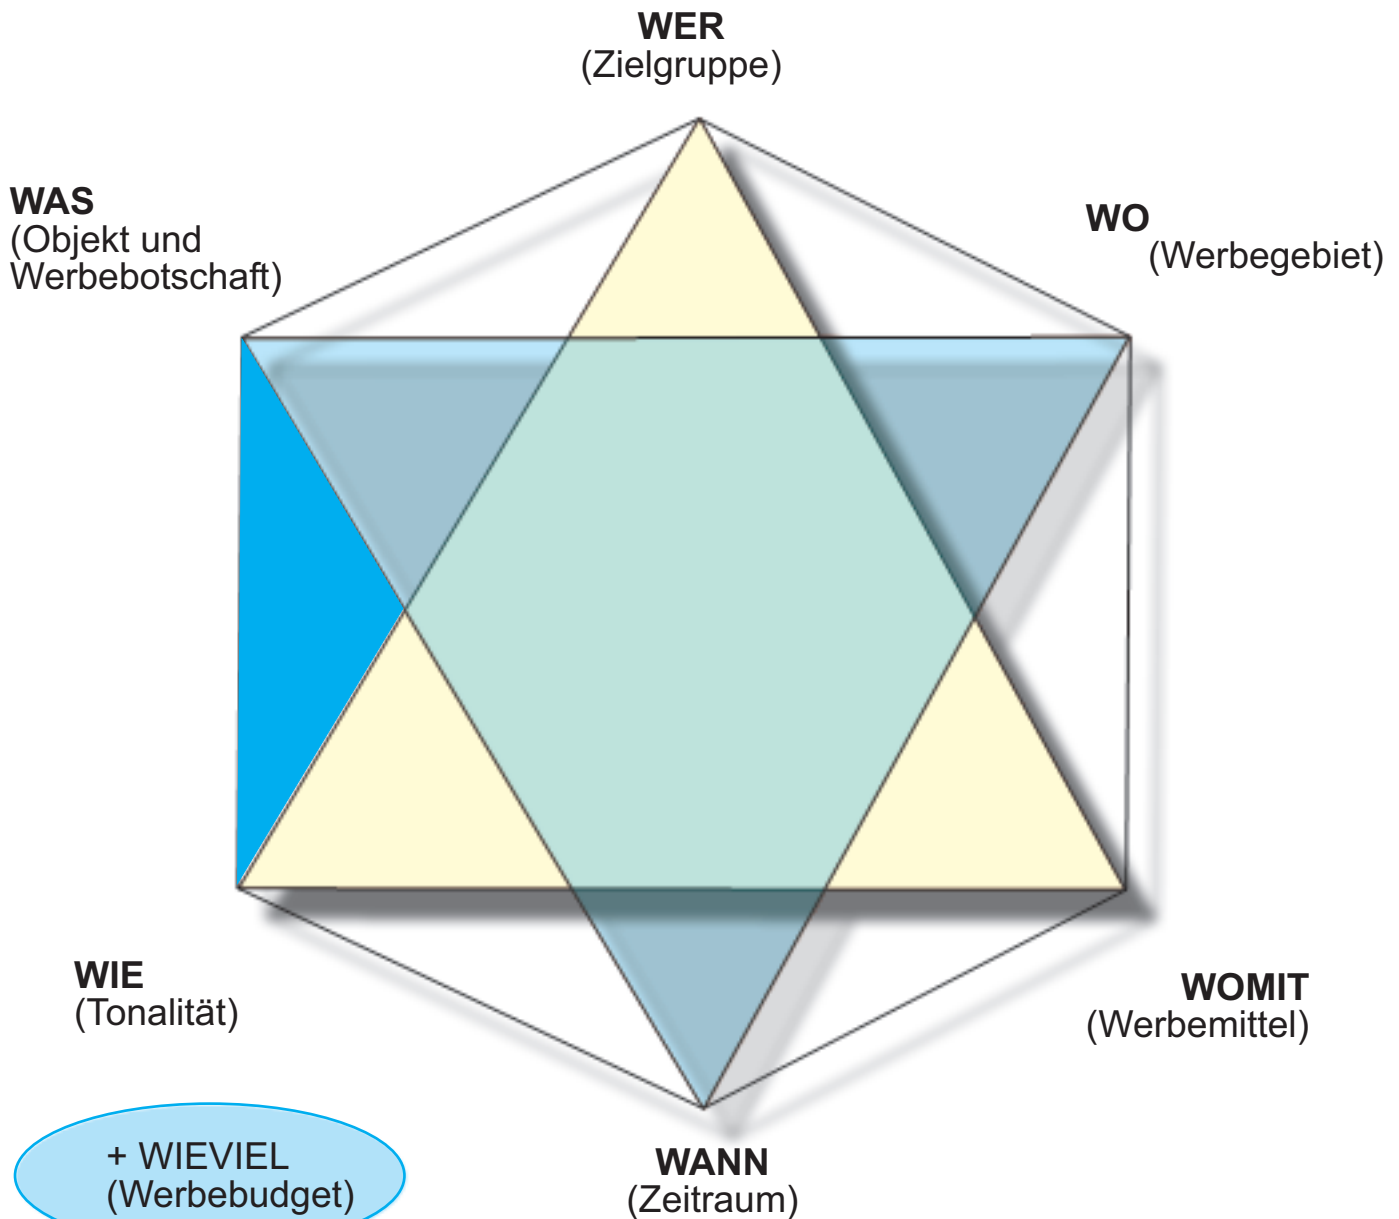 WER
(Zielgruppe)
WAS
(Objekt und
Werbebotschaft)
WO
(Werbegebiet)
WIE
(Tonalität)
WOMIT
(Werbemittel)
WANN
(Zeitraum)
+ WIEVIEL
(Werbebudget)